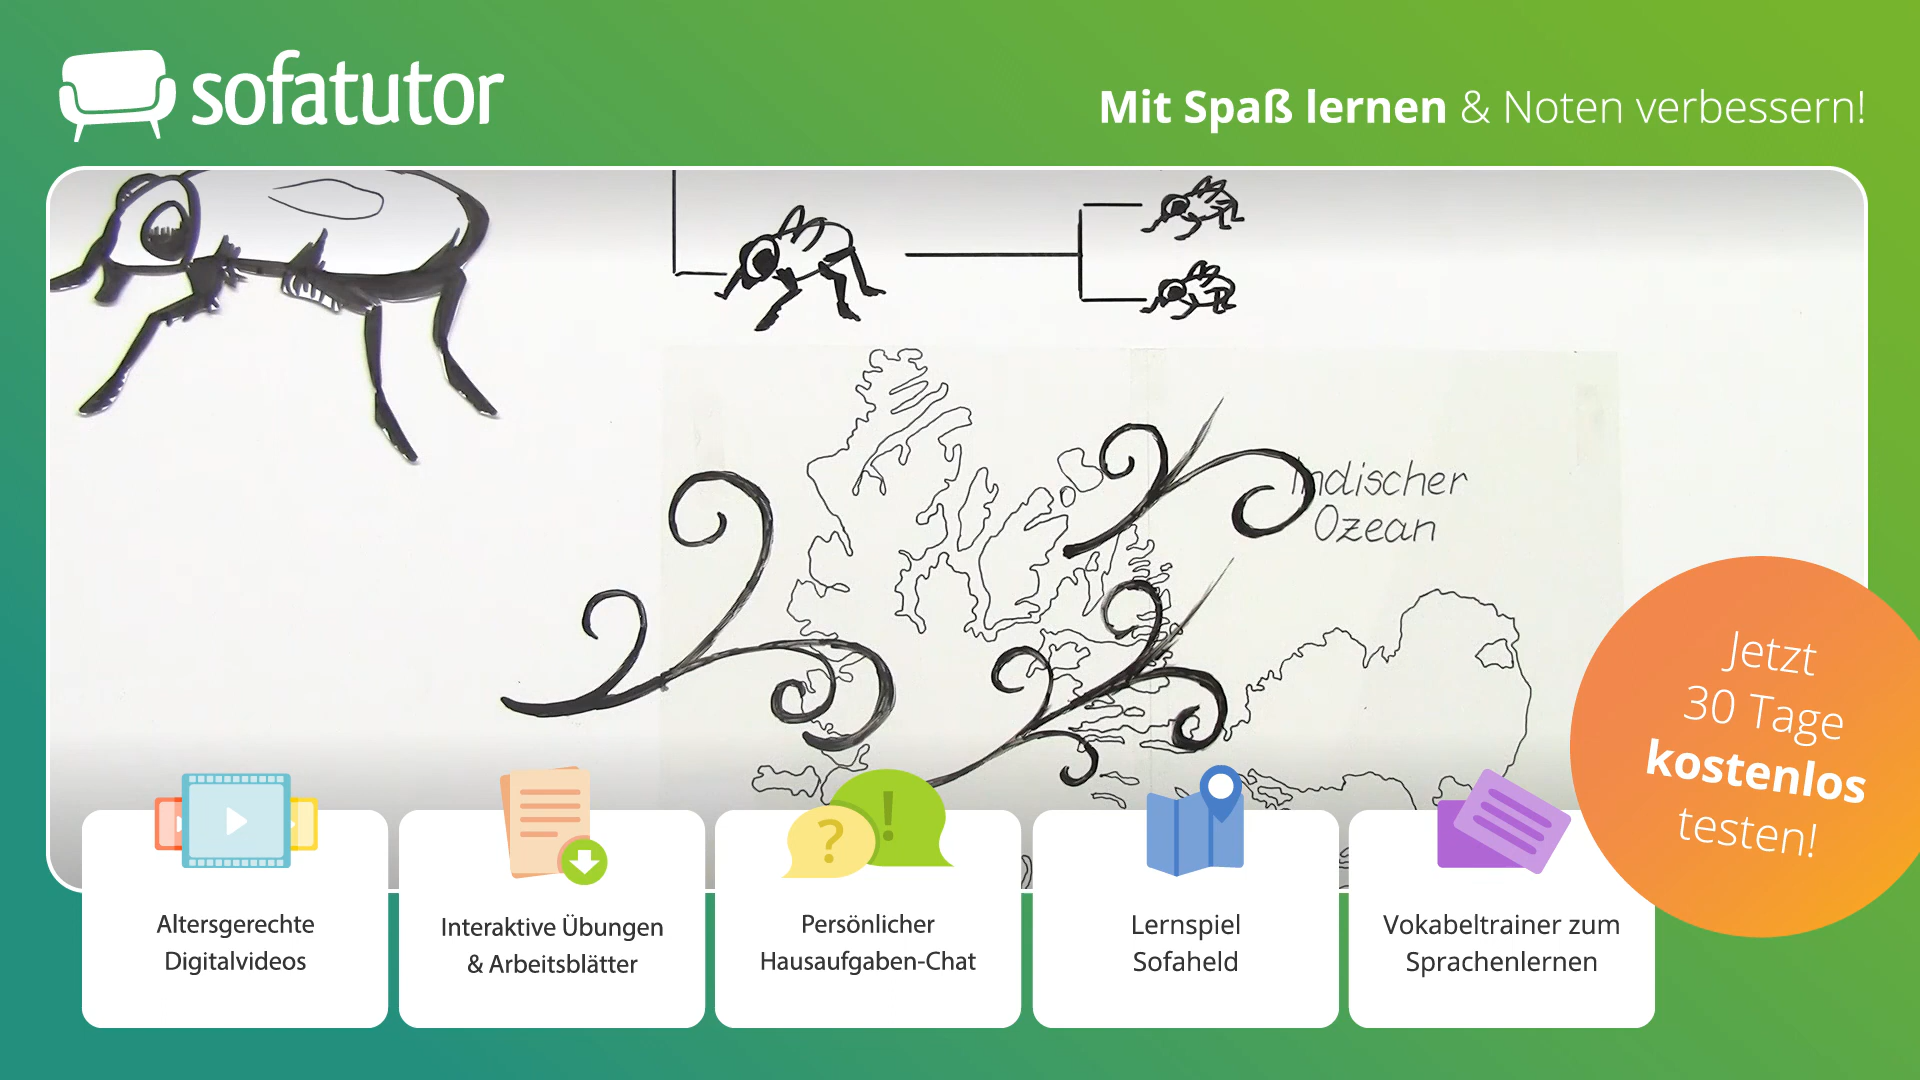 sofatutor
Mit Spaß lernen & Noten verbessern!
Indischer
Ozean
Jetzt
30 Tage
kostenlos
testen!
?
!
Altersgerechte
Digitalvideos
Interaktive Übungen
& Arbeitsblätter
Persönlicher
Hausaufgaben-Chat
Lernspiel
Sofaheld
Vokabeltrainer zum
Sprachenlernen